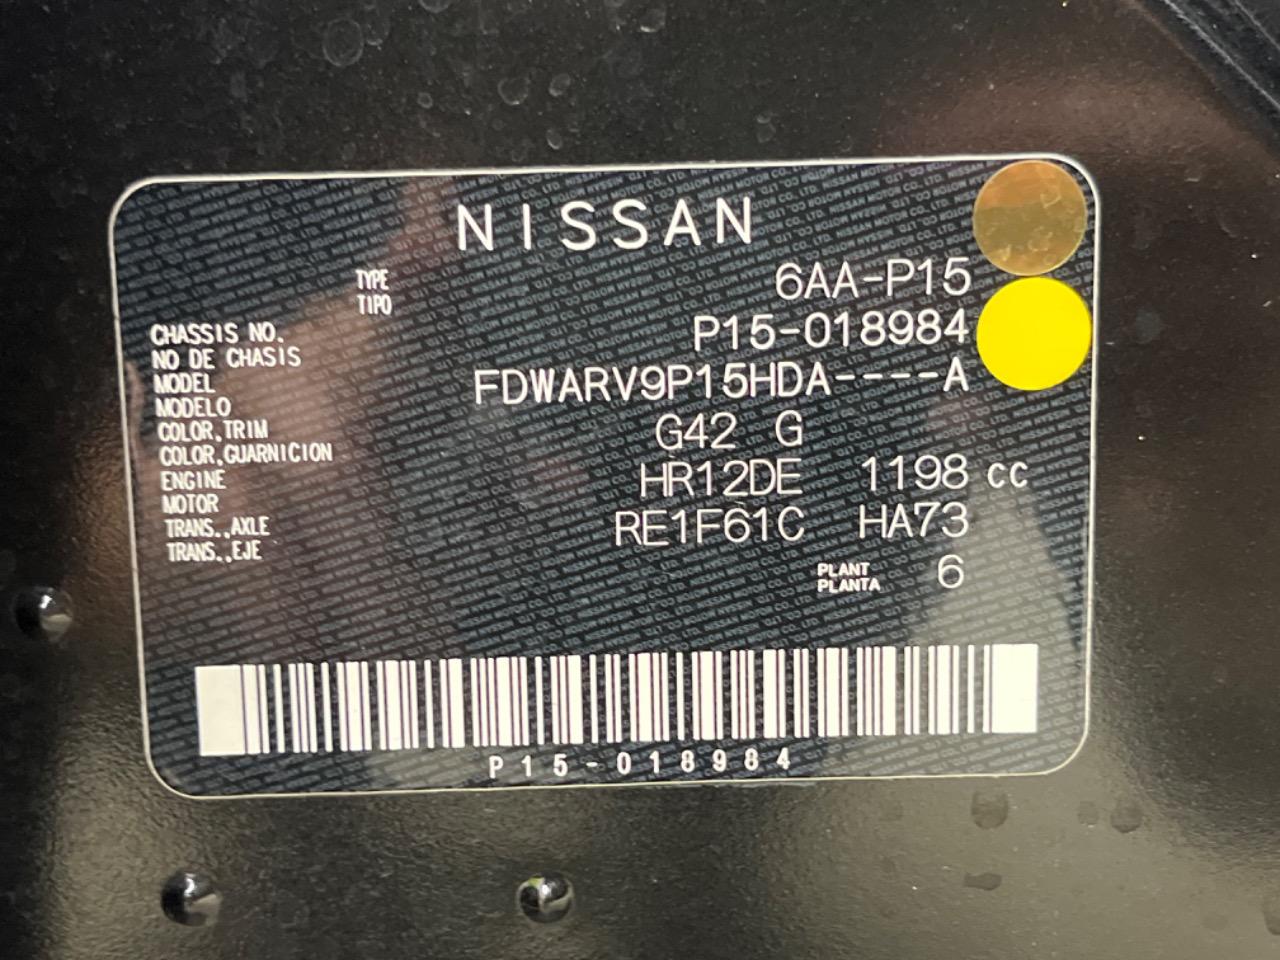 NISSAN
TYPE
TIPO
6AA-P15
CHASSIS NO.
NO DE CHASIS
P15-018984
MODEL
MODELO
FDWARV9P15HDA----A
COLOR,TRIM
COLOR,GUARNICION
G42 G
ENGINE
MOTOR
HR12DE 1198 cc
TRANS.,AXLE
TRANS.,EJE
RE1F61C HA73
PLANT
PLANTA
6
P15-018984